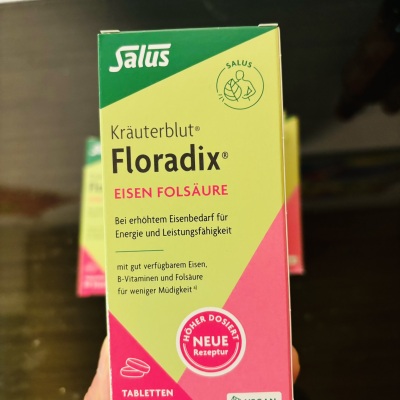 Salus
SALUS
Kräuterblut®
Floradix®
EISEN FOLSÄURE
Bei erhöhtem Eisenbedarf für
Energie und Leistungsfähigkeit
mit gut verfügbarem Eisen,
B-Vitaminen und Folsäure
für weniger Müdigkeit
HÖHER DOSIERT
NEUE
Rezeptur
TABLETTEN
VEGAN